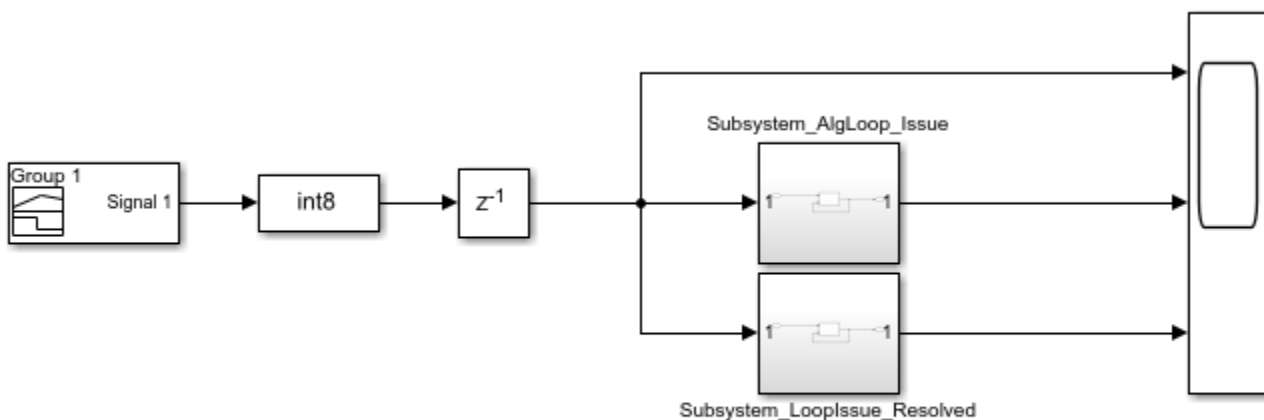 Group 1
Signal 1
int8
z-1
Subsystem_AlgLoop_Issue
1 1
1 1
Subsystem_LoopIssue_Resolved